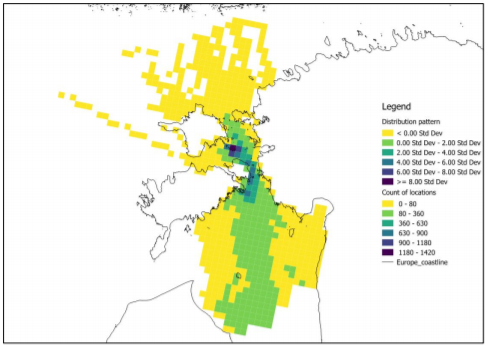 Legend
Distribution pattern
< 0.00 Std Dev
0.00 Std Dev - 2.00 Std Dev
2.00 Std Dev - 4.00 Std Dev
4.00 Std Dev - 6.00 Std Dev
6.00 Std Dev - 8.00 Std Dev
>= 8.00 Std Dev
Count of locations
0 - 80
80 - 360
360 - 630
630 - 900
900 - 1180
1180 - 1420
Europe_coastline